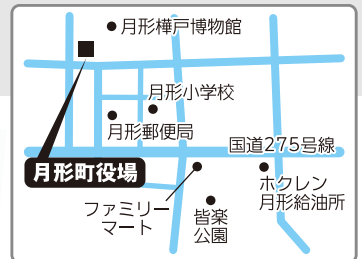 月形樺戸博物館
月形小学校
月形郵便局
国道275号線
月形町役場
ホクレン
月形給油所
ファミリー
マート
皆楽
公園